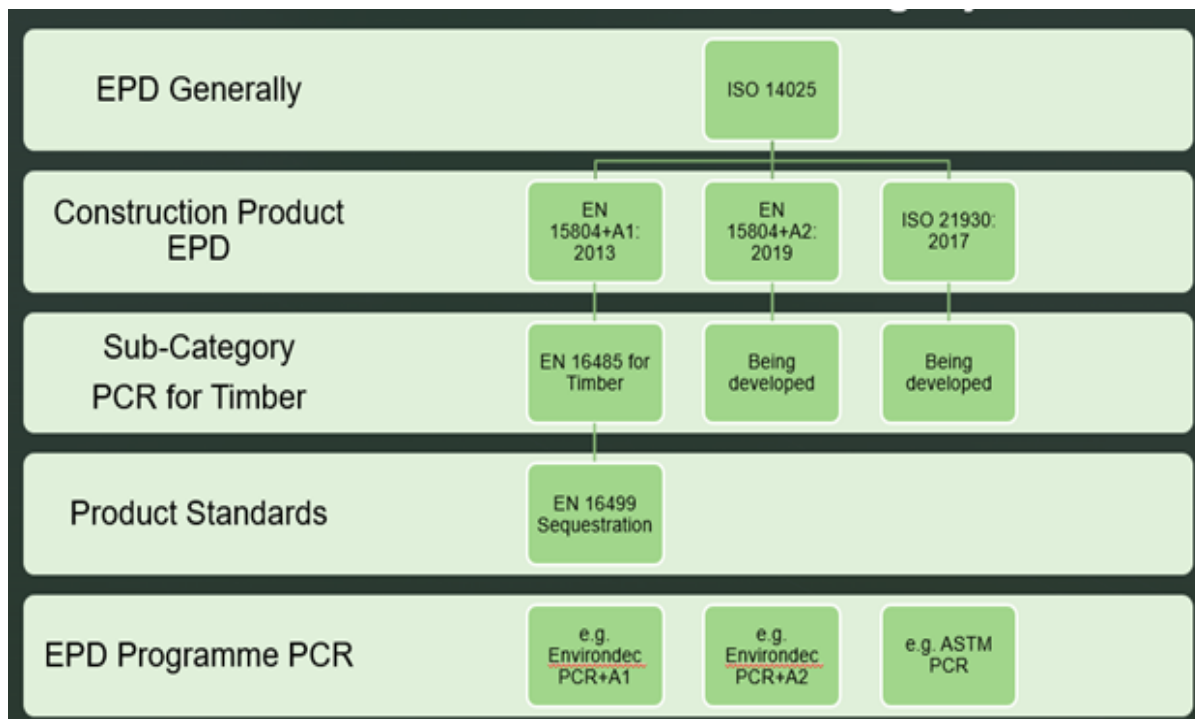 EPD Generally
ISO 14025
Construction Product
EPD
EN
15804+A1:
2013
EN
15804+A2:
2019
ISO 21930:
2017
Sub-Category
PCR for Timber
EN 16485 for
Timber
Being
developed
Being
developed
Product Standards
EN 16499
Sequestration
EPD Programme PCR
e.g.
Environdec
PCR+A1
e.g.
Environdec
PCR+A2
e.g. ASTM
PCR